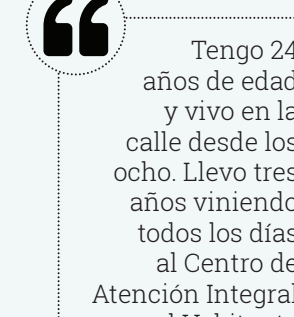 “
Tengo 24
años de edad
y vivo en la
calle desde los
ocho. Llevo tres
años viniendo
todos los días
al Centro de
Atención Integral